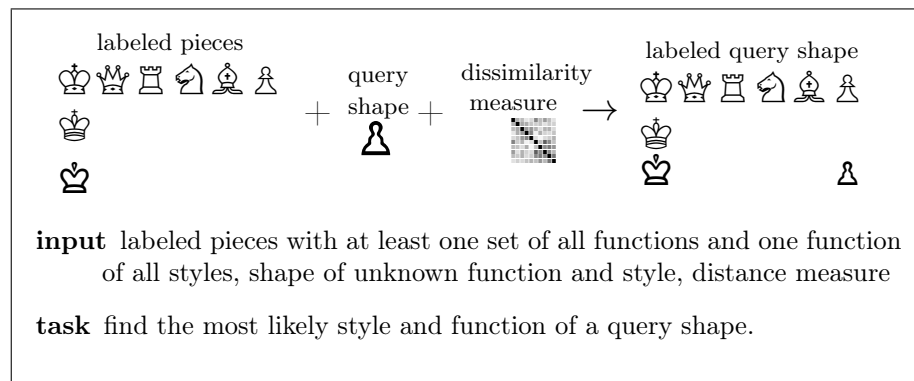 labeled pieces
query
shape
dissimilarity
measure
labeled query shape
+ + →
input labeled pieces with at least one set of all functions and one function
of all styles, shape of unknown function and style, distance measure
task find the most likely style and function of a query shape.